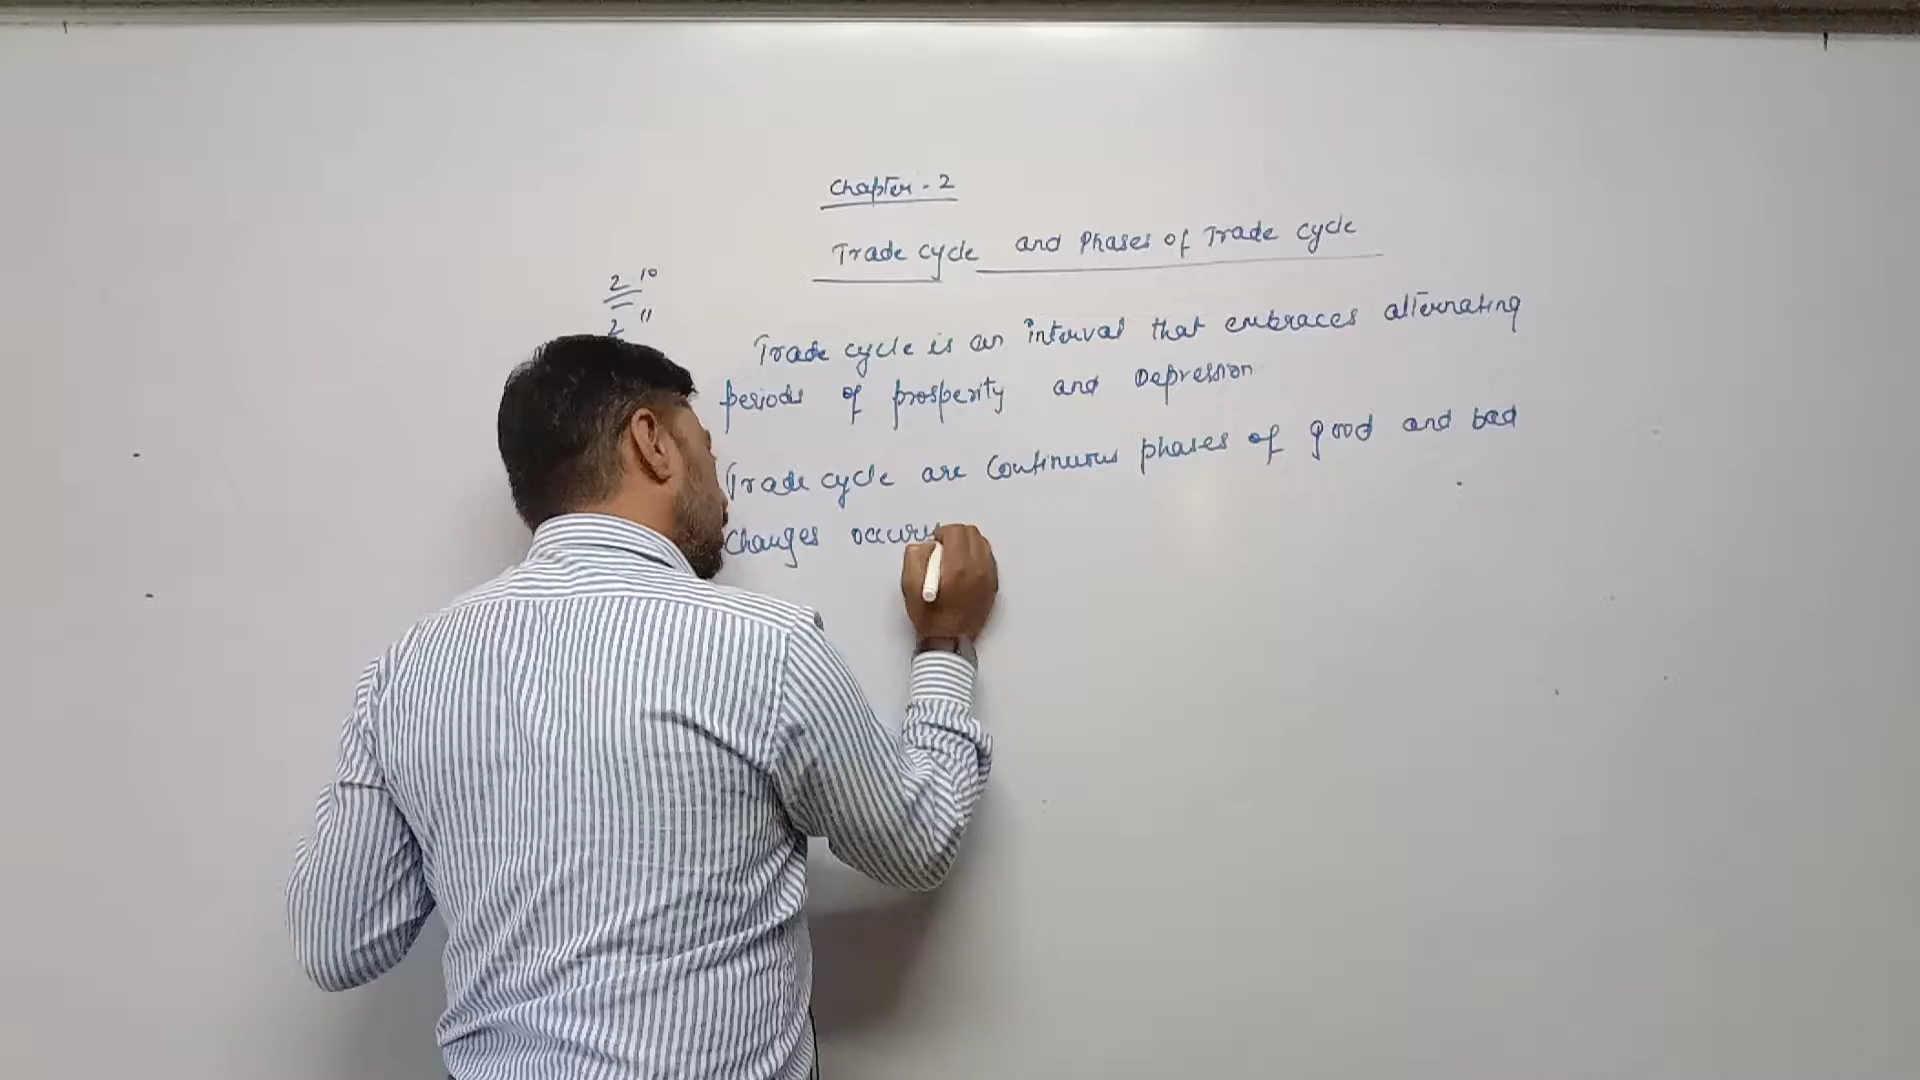 Chapter - 2
Trade cycle and Phases of Trade cycle
2 10
2 11
Trade cycle is an interval that embraces alternating
periods of prosperity and Depression
Trade cycle are Continuous phases of good and bad
Changes occurs